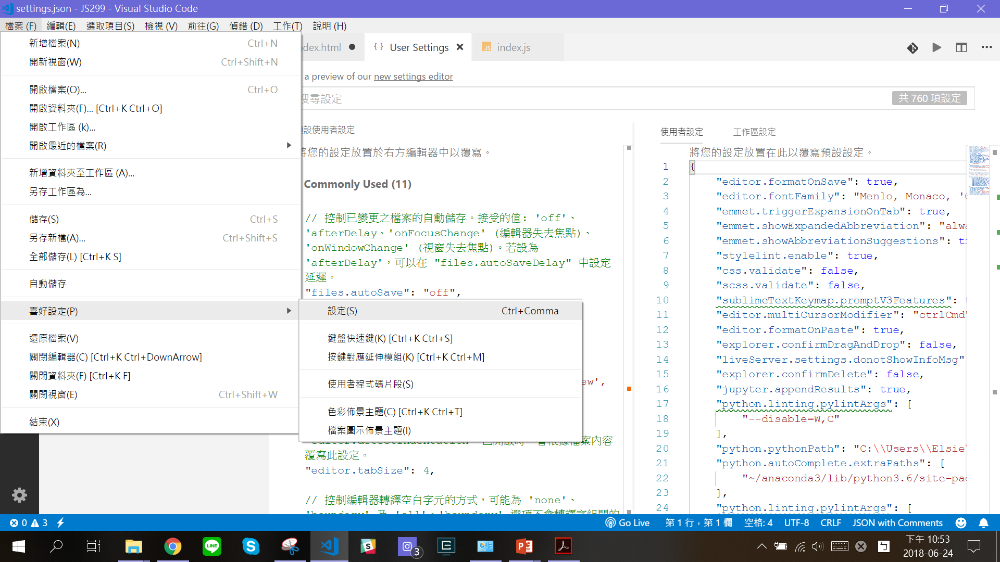 settings.json - JS299 - Visual Studio Code
檔案 (F) 編輯(E) 選取項目(S) 檢視 (V) 前往(G) 偵錯 (D) 工作(T) 說明 (H)
新增檔案(N) Ctrl+N
開新視窗(W) Ctrl+Shift+N
開啟檔案(O)... Ctrl+O
開啟資料夾(F)... [Ctrl+K Ctrl+O]
開啟工作區 (k)...
開啟最近的檔案(R)
新增資料夾至工作區 (A)...
另存工作區為...
儲存(S) Ctrl+S
另存新檔(A)... Ctrl+Shift+S
全部儲存(L) [Ctrl+K S]
自動儲存
喜好設定(P)
還原檔案(V)
關閉編輯器(C) [Ctrl+K Ctrl+DownArrow]
關閉資料夾(F) [Ctrl+K F]
關閉視窗(E) Ctrl+Shift+W
結束(X)
設定(S) Ctrl+Comma
鍵盤快速鍵(K) [Ctrl+K Ctrl+S]
按鍵對應延伸模組(K) [Ctrl+K Ctrl+M]
使用者程式碼片段(S)
色彩佈景主題(C) [Ctrl+K Ctrl+T]
檔案圖示佈景主題(I)
dex.html ● { } User Settings JS index.js
a preview of our new settings editor
搜尋設定 共 760 項設定
預設使用者設定
將您的設定放置於右方編輯器中以覆寫。
Commonly Used (11)
// 控制已變更之檔案的自動儲存。接受的值: 'off'、
'afterDelay、'onFocusChange' (編輯器失去焦點)、
'onWindowChange' (視窗失去焦點)。若設為
'afterDelay'，可以在 "files.autoSaveDelay" 中設定
延遲。
"files.autoSave": "off",
ew',
覆寫此設定。
"editor.tabSize": 4,
// 控制編輯器轉譯空白字元的方式，可能為 'none'、
使用者設定 工作區設定
將您的設定放置在此以覆寫預設設定。
1 {
2 "editor.formatOnSave": true,
3 "editor.fontFamily": "Menlo, Monaco, '
4 "emmet.triggerExpansionOnTab": true,
5 "emmet.showExpandedAbbreviation": "alwa
6 "emmet.showAbbreviationSuggestions": t
7 "stylelint.enable": true,
8 "css.validate": false,
9 "scss.validate": false,
10 "sublimeTextKeymap.promptV3Features": t
11 "editor.multiCursorModifier": "ctrlCmd"
12 "editor.formatOnPaste": true,
13 "explorer.confirmDragAndDrop": false,
14 "liveServer.settings.donotShowInfoMsg"
15 "explorer.confirmDelete": false,
16 "jupyter.appendResults": true,
17 "python.linting.pylintArgs": [
18 "--disable=W,C"
19 ],
20 "python.pythonPath": "C:\\Users\\Elsie\
21 "python.autoComplete.extraPaths": [
22 "~/anaconda3/lib/python3.6/site-pac
23 ],
24 "python.linting.pylintArgs": [
0 3 Go Live 第 1 行，第 1 欄 空格: 4 UTF-8 CRLF JSON with Comments
LINE 3
下午 10:53
2018-06-24